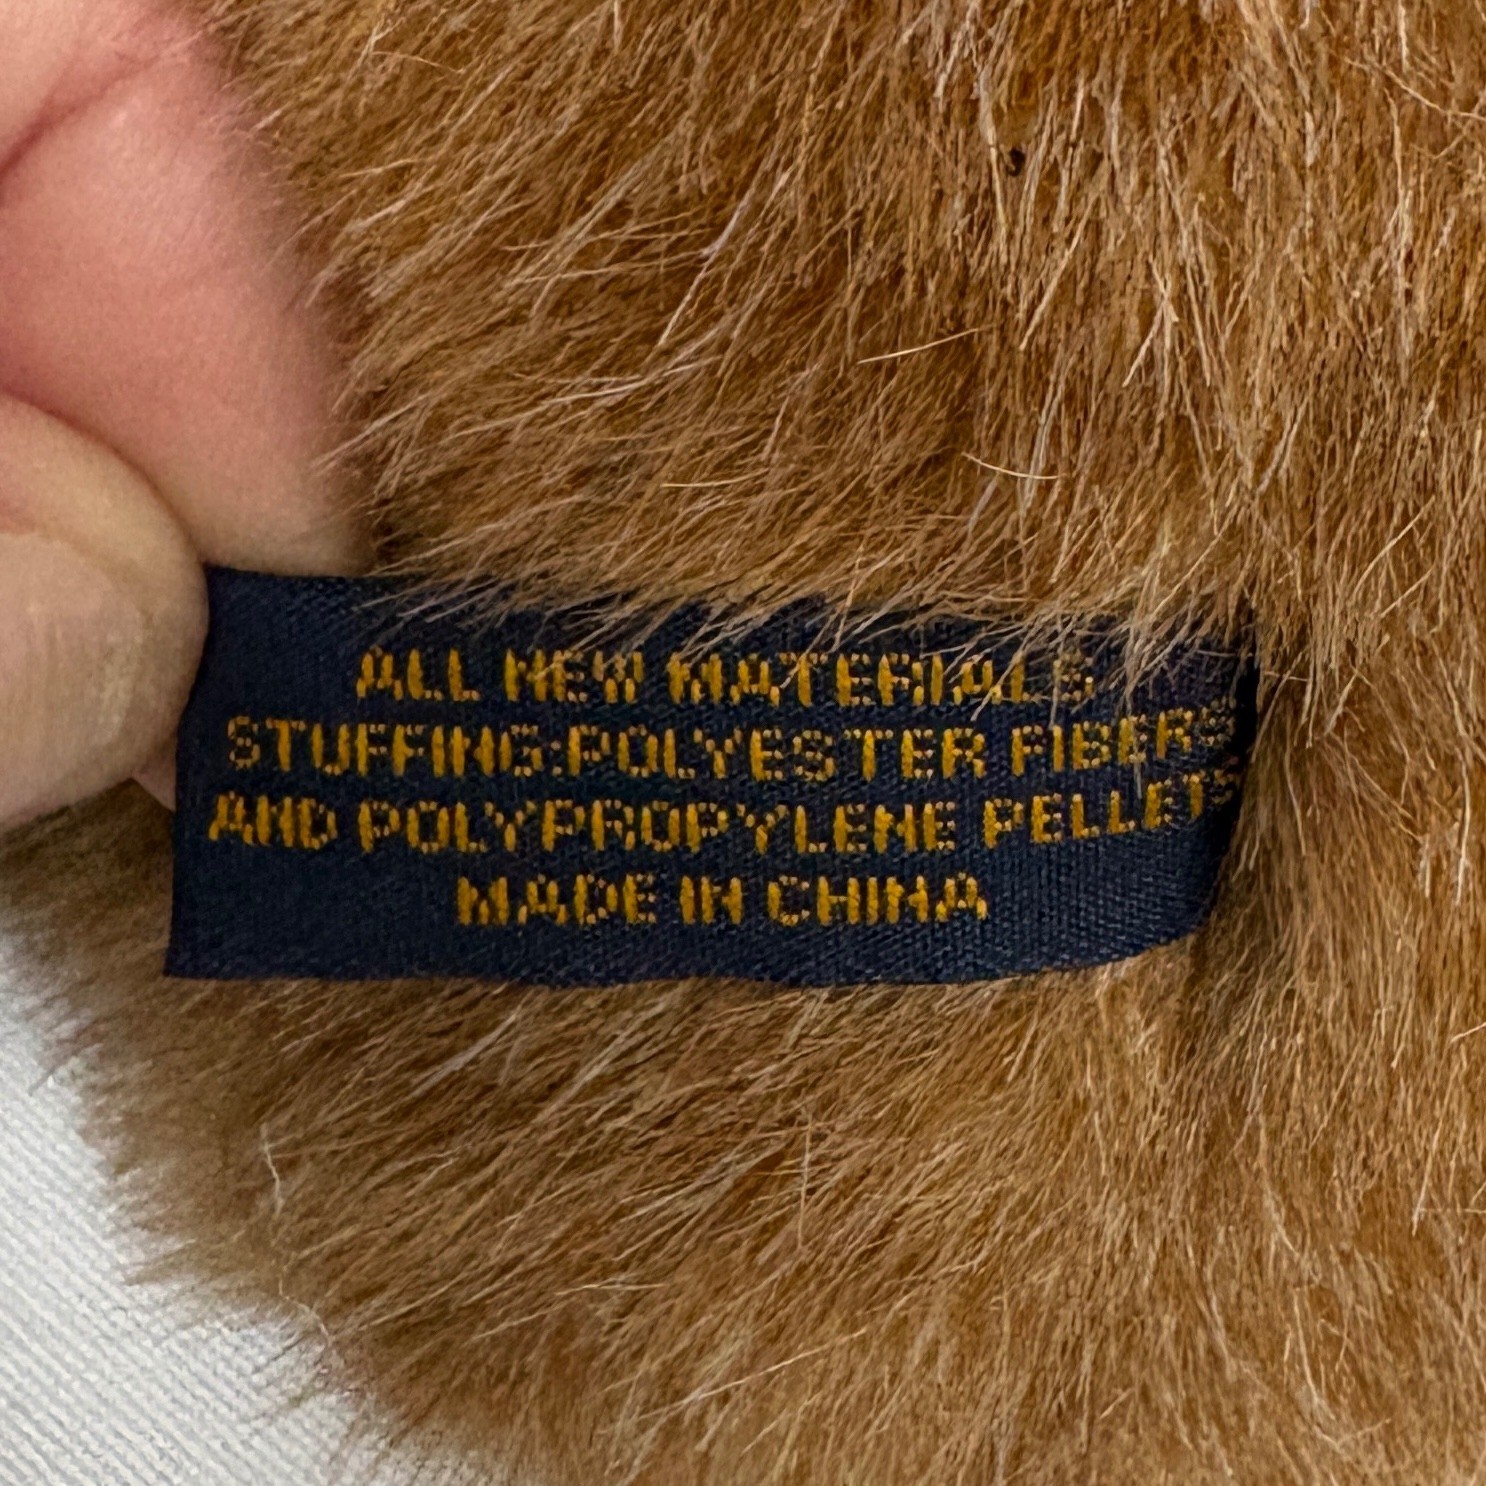 ALL NEW MATERIALS
STUFFING:POLYESTER FIBERS
AND POLYPROPYLENE PELLETS
MADE IN CHINA